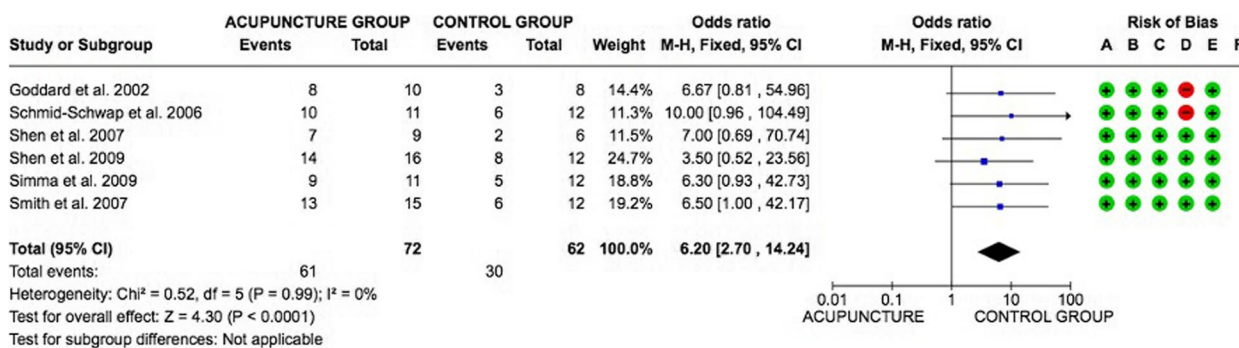 ACUPUNCTURE GROUP CONTROL GROUP Odds ratio Odds ratio Risk of Bias
Study or Subgroup Events Total Events Total Weight M-H, Fixed, 95% CI M-H, Fixed, 95% CI A B C D E F
Goddard et al. 2002 8 10 3 8 14.4% 6.67 [0.81 , 54.96]
Schmid-Schwap et al. 2006 10 11 6 12 11.3% 10.00 [0.96 , 104.49]
Shen et al. 2007 7 9 2 6 11.5% 7.00 [0.69 , 70.74]
Shen et al. 2009 14 16 8 12 24.7% 3.50 [0.52 , 23.56]
Simma et al. 2009 9 11 5 12 18.8% 6.30 [0.93 , 42.73]
Smith et al. 2007 13 15 6 12 19.2% 6.50 [1.00 , 42.17]
Total (95% CI) 72 62 100.0% 6.20 [2.70 , 14.24]
Total events: 61 30
Heterogeneity: Chi² = 0.52, df = 5 (P = 0.99); I² = 0%
Test for overall effect: Z = 4.30 (P < 0.0001)
Test for subgroup differences: Not applicable
0.01 0.1 1 10 100
ACUPUNCTURE CONTROL GROUP